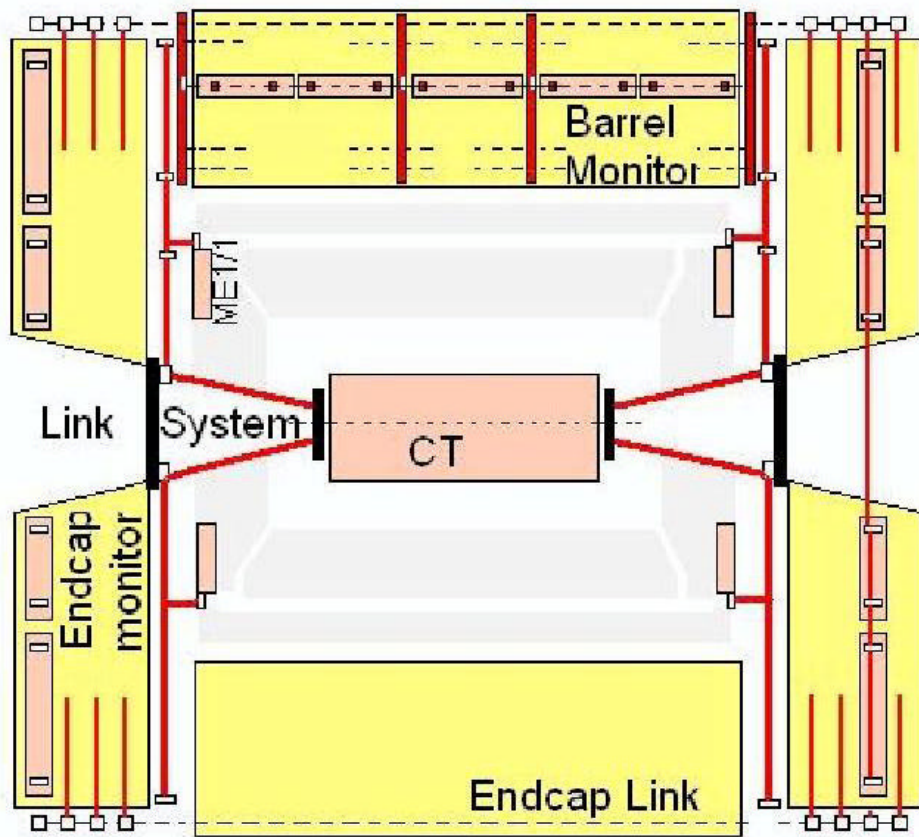 Barrel
Monitor
ME1/1
Link System
CT
Endcap
monitor
Endcap Link